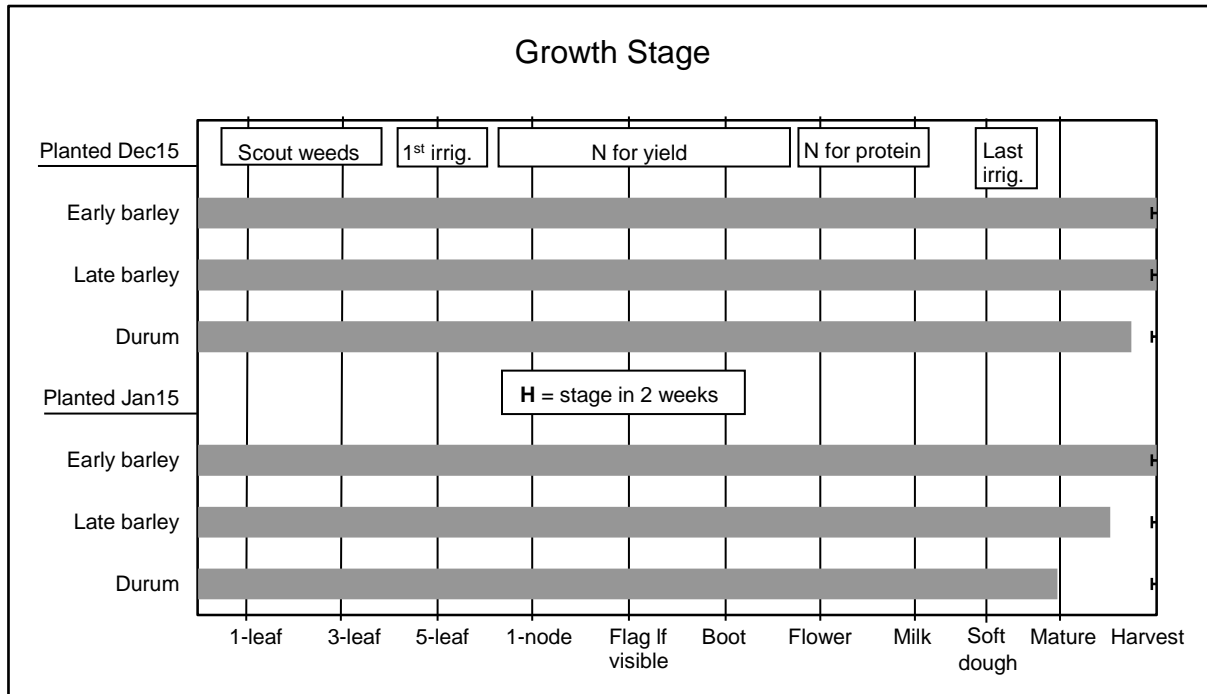 Growth Stage
Planted Dec15
Scout weeds
1st irrig.
N for yield
N for protein
Last
irrig.
Early barley
Late barley
Durum
Planted Jan15
H = stage in 2 weeks
Early barley
Late barley
Durum
1-leaf
3-leaf
5-leaf
1-node
Flag lf
visible
Boot
Flower
Milk
Soft
dough
Mature
Harvest